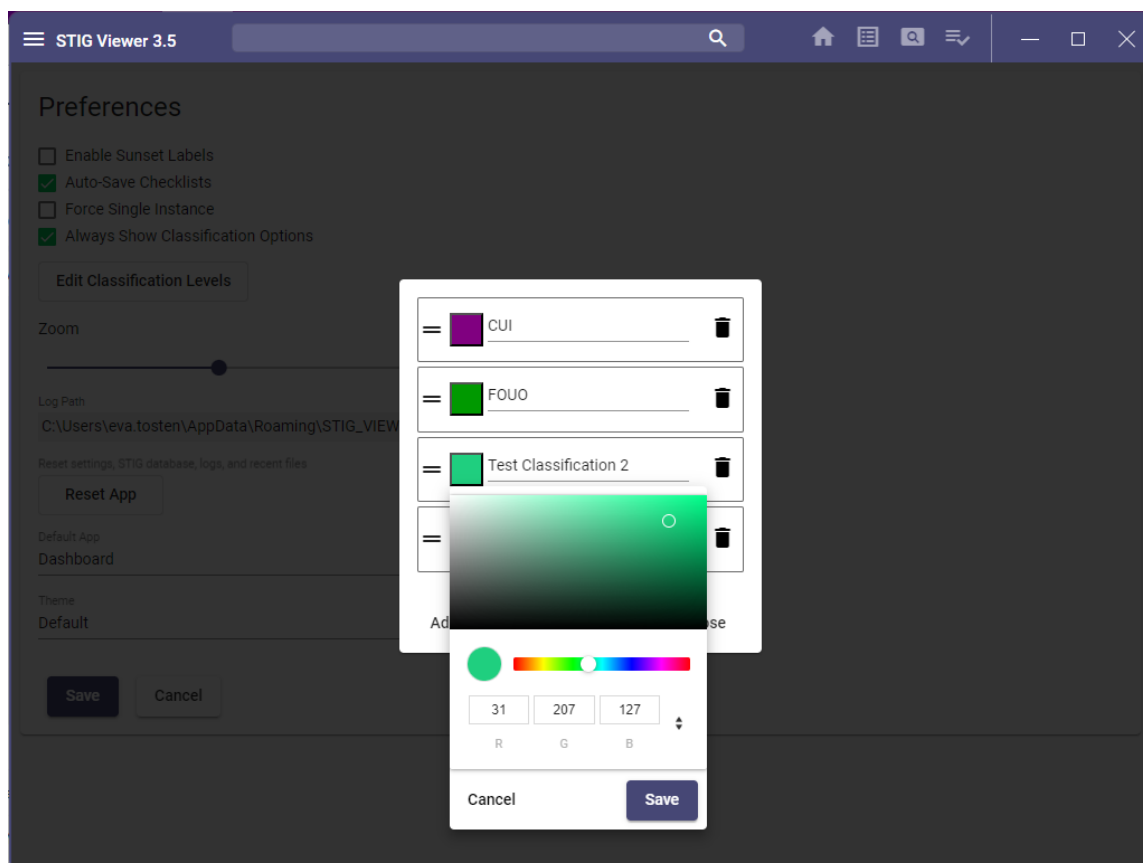 STIG Viewer 3.5
Preferences
Enable Sunset Labels
Auto-Save Checklists
Force Single Instance
Always Show Classification Options
Edit Classification Levels
Zoom
Log Path
C:\Users\eva.tosten\AppData\Roaming\STIG_VIEW
Reset settings, STIG database, logs, and recent files
Reset App
Default App
Dashboard
Theme
Default
Save Cancel
CUI
FOUO
Test Classification 2
31 207 127
R G B
Cancel Save